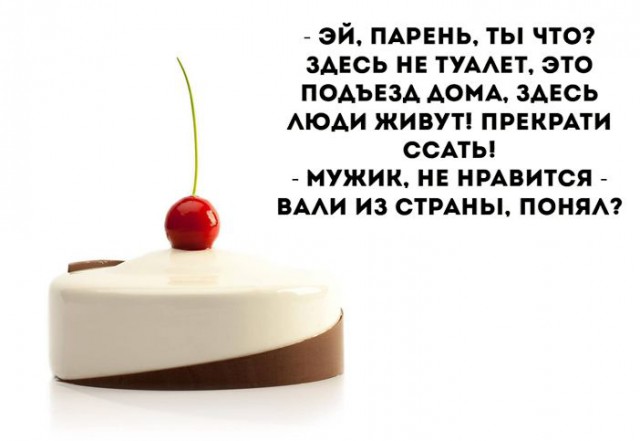 - ЭЙ, ПАРЕНЬ, ТЫ ЧТО?
ЗДЕСЬ НЕ ТУАЛЕТ, ЭТО
ПОДЪЕЗД ДОМА, ЗДЕСЬ
ЛЮДИ ЖИВУТ! ПРЕКРАТИ
ССАТЬ!
- МУЖИК, НЕ НРАВИТСЯ -
ВАЛИ ИЗ СТРАНЫ, ПОНЯЛ?